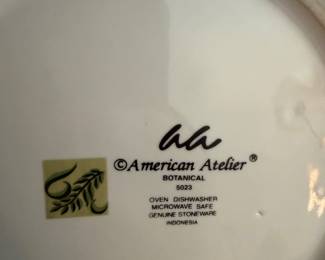 aa
©American Atelier®
BOTANICAL
5023
OVEN DISHWASHER
MICROWAVE SAFE
GENUINE STONEWARE
INDONESIA